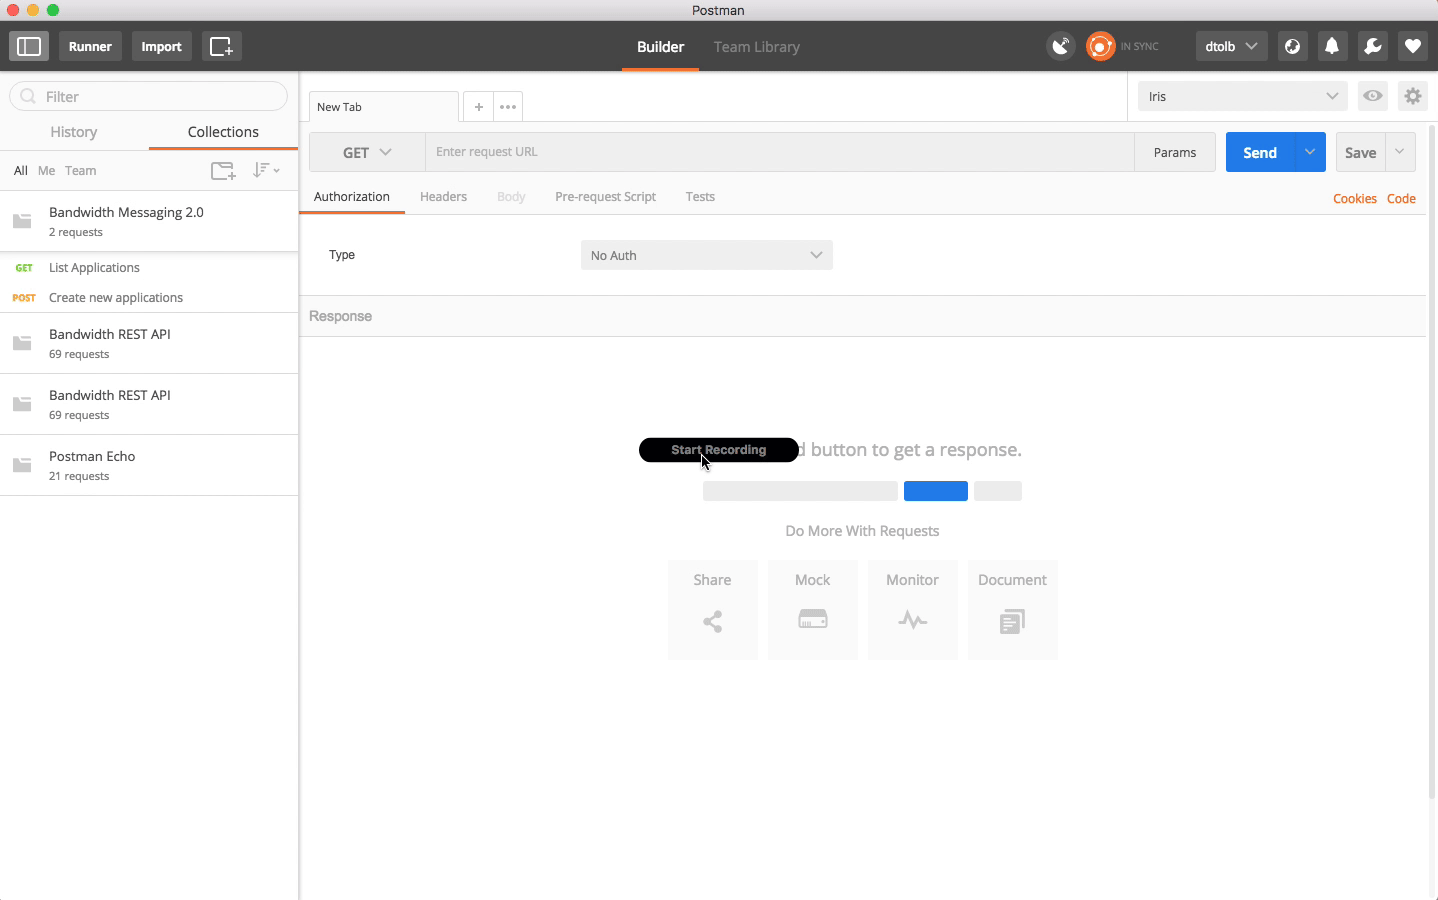 Postman
Runner
Import
Builder
Team Library
IN SYNC
dtolb
Filter
History
Collections
All
Me
Team
Bandwidth Messaging 2.0
2 requests
GET
List Applications
POST
Create new applications
Bandwidth REST API
69 requests
Bandwidth REST API
69 requests
Postman Echo
21 requests
New Tab
Iris
GET
Enter request URL
Params
Send
Save
Authorization
Headers
Body
Pre-request Script
Tests
Cookies
Code
Type
No Auth
Response
Start Recording
button to get a response.
Do More With Requests
Share
Mock
Monitor
Document